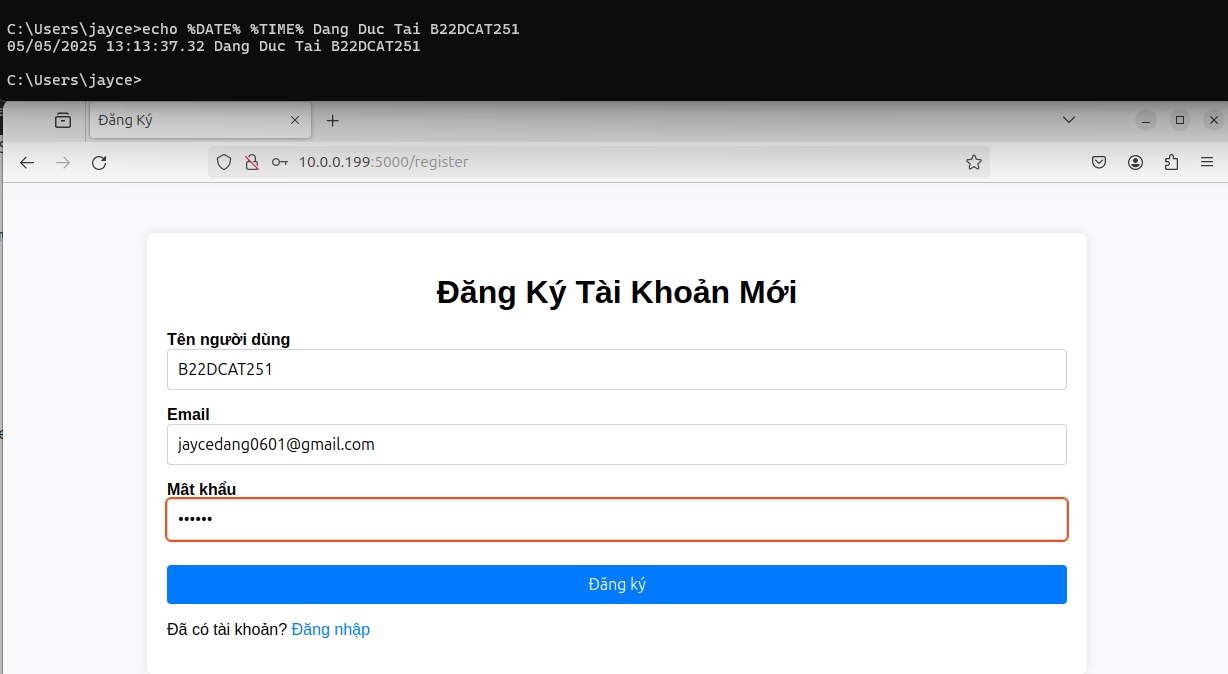 C:\Users\jayce>echo %DATE% %TIME% Dang Duc Tai B22DCAT251
05/05/2025 13:13:37.32 Dang Duc Tai B22DCAT251
C:\Users\jayce>
Đăng Ký
10.0.0.199:5000/register
Đăng Ký Tài Khoản Mới
Tên người dùng
B22DCAT251
Email
jaycedang0601@gmail.com
Mật khẩu
••••••
Đăng ký
Đã có tài khoản? Đăng nhập